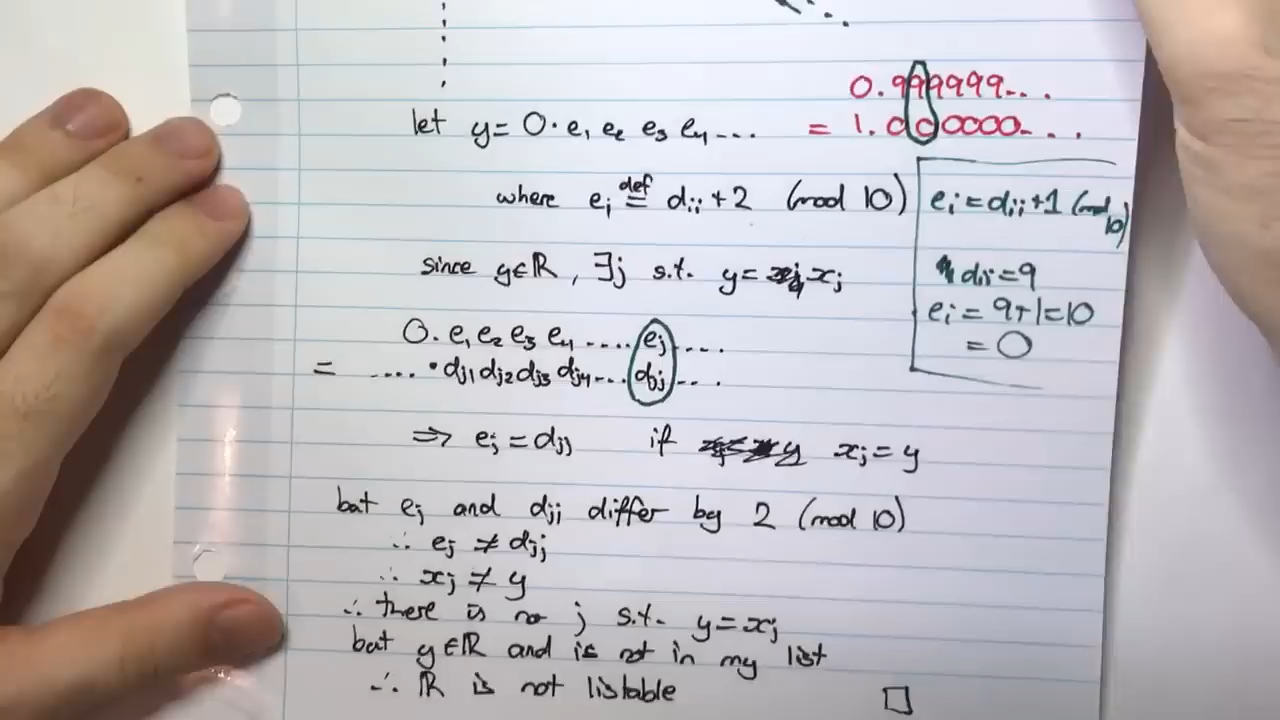 0.999999...
let y = 0.e₁ e₂ e₃ e₄ ... = 1.000000...
where eᵢ def= dᵢᵢ + 2 (mod 10)
eᵢ = dᵢᵢ + 1 (mod 10)
since y∈ℝ, ∃j s.t. y = xⱼ
dᵢᵢ = 9
eᵢ = 9+1 = 10
= 0
0.e₁ e₂ e₃ e₄ .... eⱼ ....
= .... . dⱼ₁ dⱼ₂ dⱼ₃ dⱼ₄ ... dⱼⱼ ....
⇒ eⱼ = dⱼⱼ if xⱼ = y
but eⱼ and dⱼⱼ differ by 2 (mod 10)
∴ eⱼ ≠ dⱼⱼ
∴ xⱼ ≠ y
∴ there is no j s.t. y = xⱼ
but y∈ℝ and is not in my list
∴ ℝ is not listable □